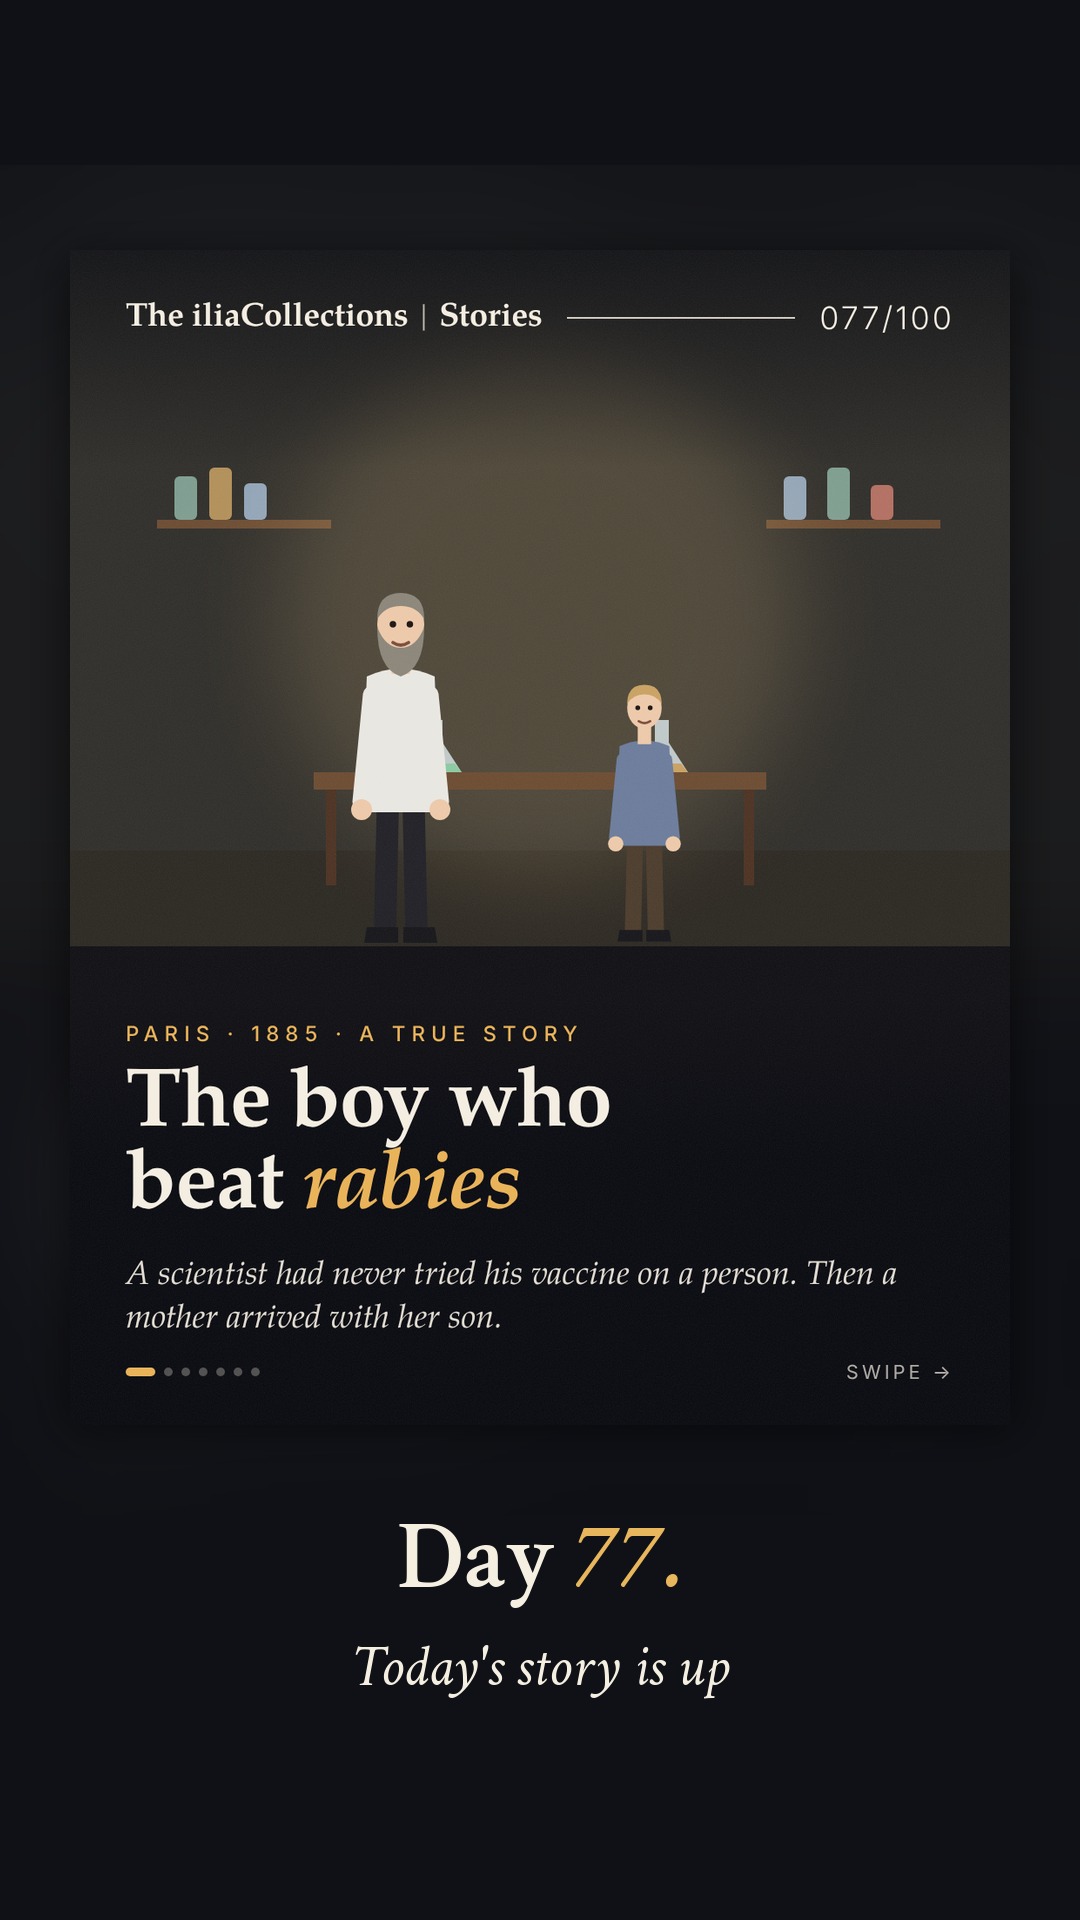 The iliaCollections | Stories 077/100
PARIS · 1885 · A TRUE STORY
The boy who
beat rabies
A scientist had never tried his vaccine on a person. Then a
mother arrived with her son.
SWIPE →
Day 77.
Today's story is up